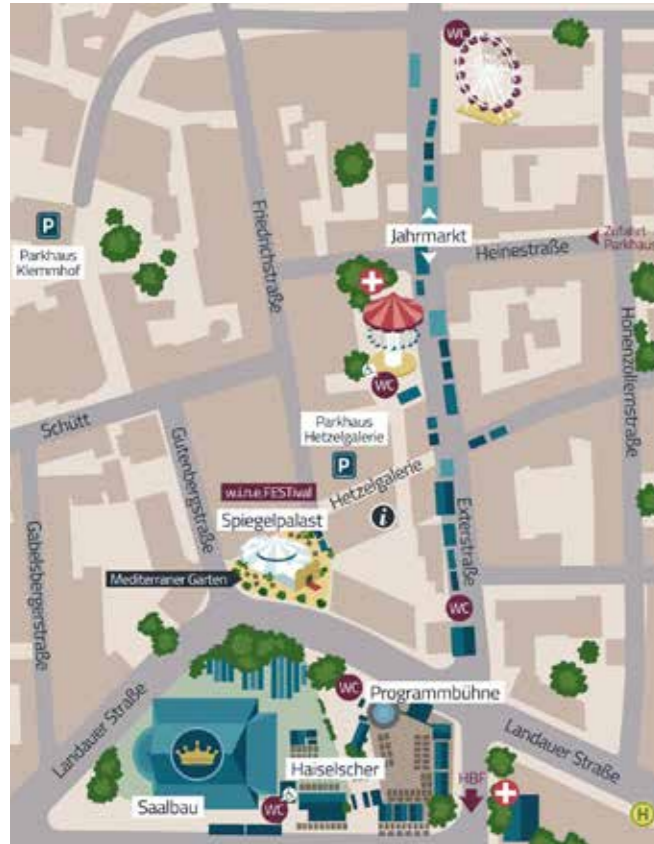 WC
Jahrmarkt
Zufahrt
Parkhaus
Heinestraße
P
Parkhaus
Klemmhof
Friedrichstraße
Hohenzollernstraße
WC
Schütt
Gutenbergstraße
Parkhaus
Hetzelgalerie
P
w.i.n.e.FESTival
Hetzelgalerie
Spiegelpalast
i
Exterstraße
Gabelsbergerstraße
Mediterraner Garten
WC
WC
Programmbühne
Landauer Straße
Landauer Straße
Haiselscher
HBF
Saalbau
WC
H